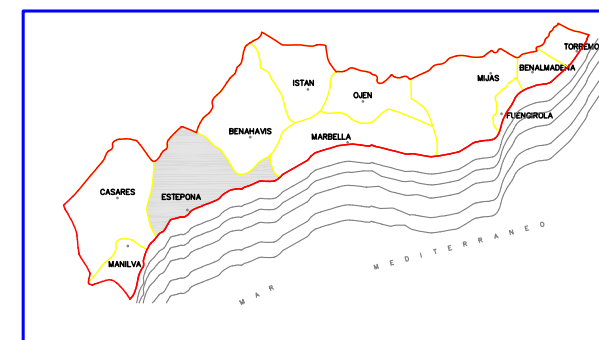 TORREMO
BENALMADENA
MIJAS
ISTAN
OJEN
FUENGIROLA
BENAHAVIS
MARBELLA
CASARES
ESTEPONA
MANILVA
MAR MEDITERRANEO